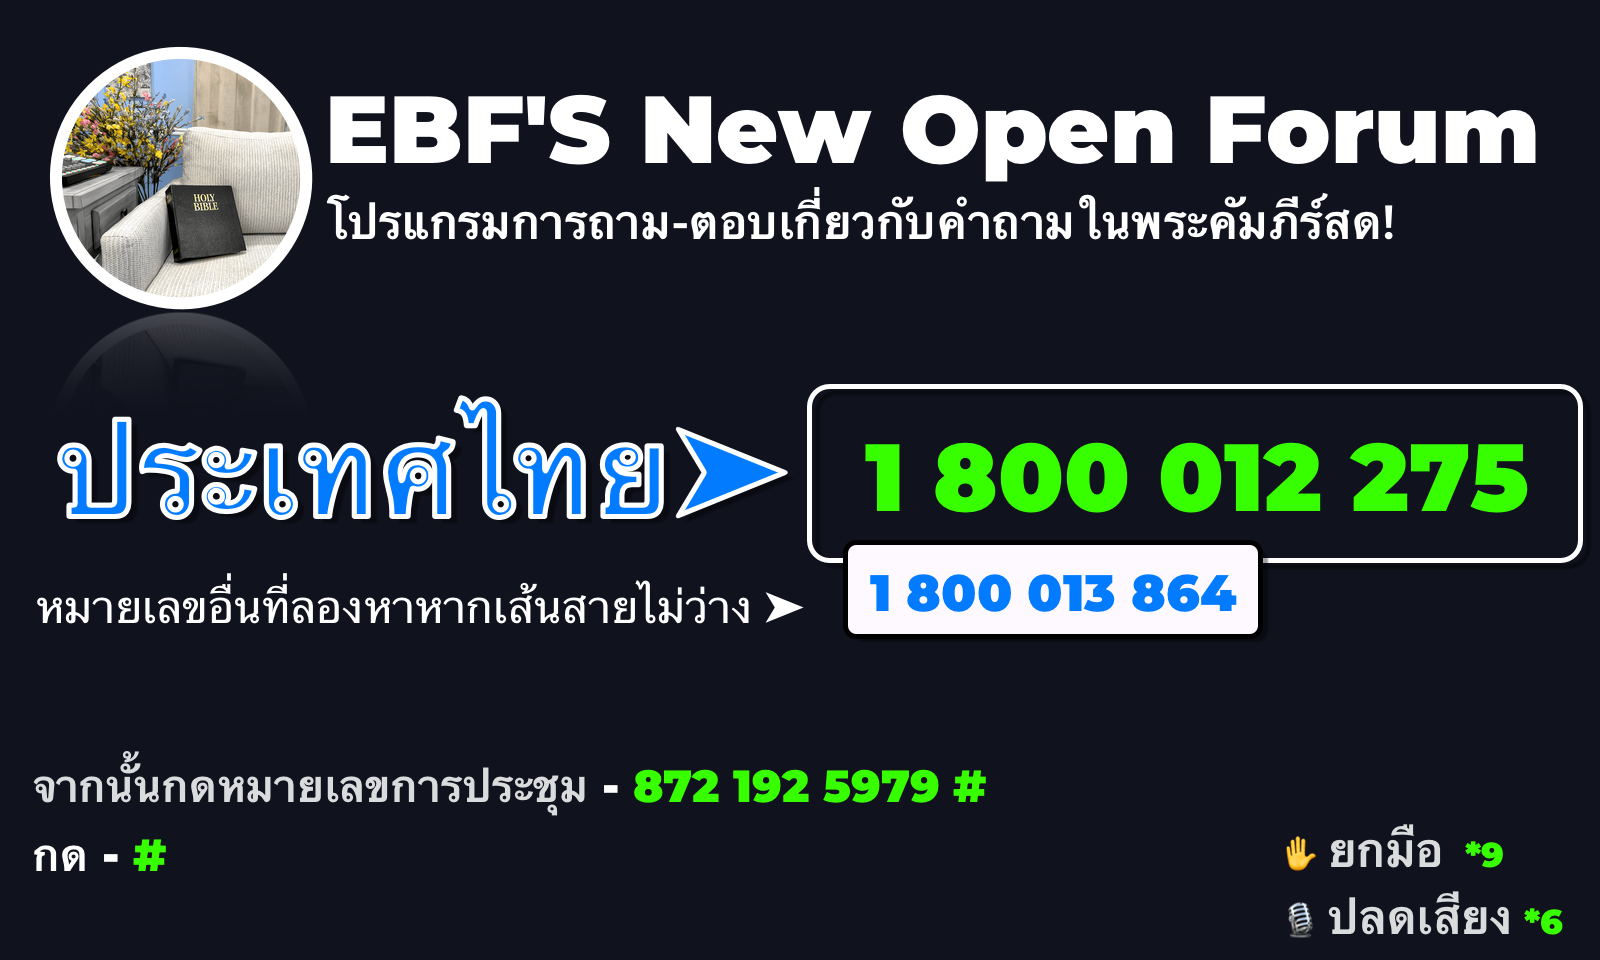 HOLY
BIBLE
EBF'S New Open Forum
โปรแกรมการถาม-ตอบเกี่ยวกับคำถามในพระคัมภีร์สด!
ประเทศไทย➤ 1 800 012 275
หมายเลขอื่นที่ลองหาหากเส้นสายไม่ว่าง ➤ 1 800 013 864
จากนั้นกดหมายเลขการประชุม - 872 192 5979 #
กด - #
✋ ยกมือ *9
🎙 ปลดเสียง *6